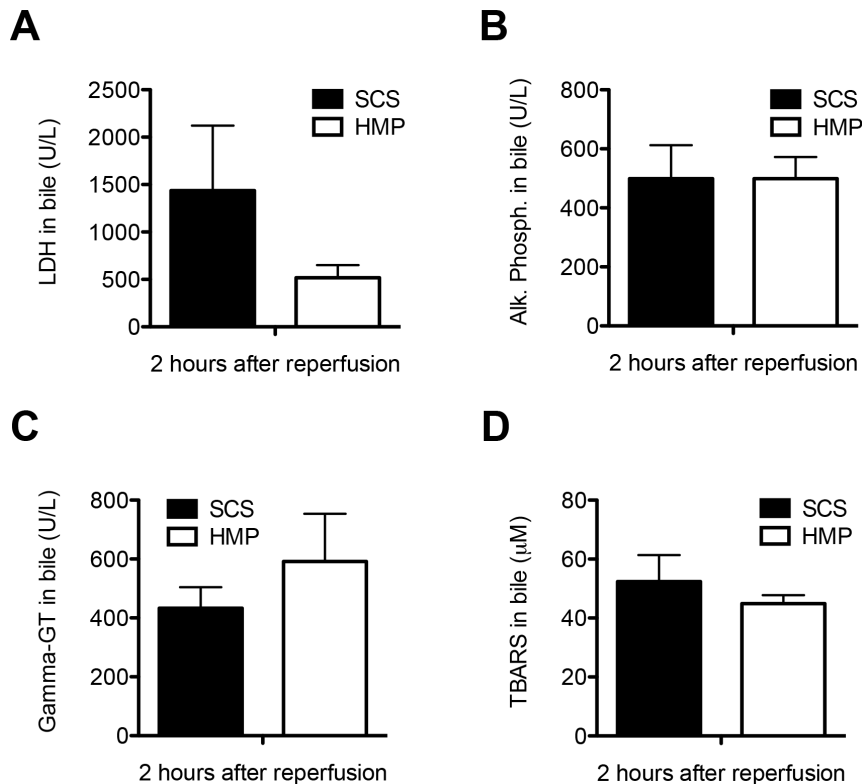 A
LDH in bile (U/L)
2500
2000
1500
1000
500
0
SCS
HMP
2 hours after reperfusion
B
Alk. Phosph. in bile (U/L)
800
600
400
200
0
SCS
HMP
2 hours after reperfusion
C
Gamma-GT in bile (U/L)
800
600
400
200
0
SCS
HMP
2 hours after reperfusion
D
TBARS in bile (μM)
80
60
40
20
0
SCS
HMP
2 hours after reperfusion